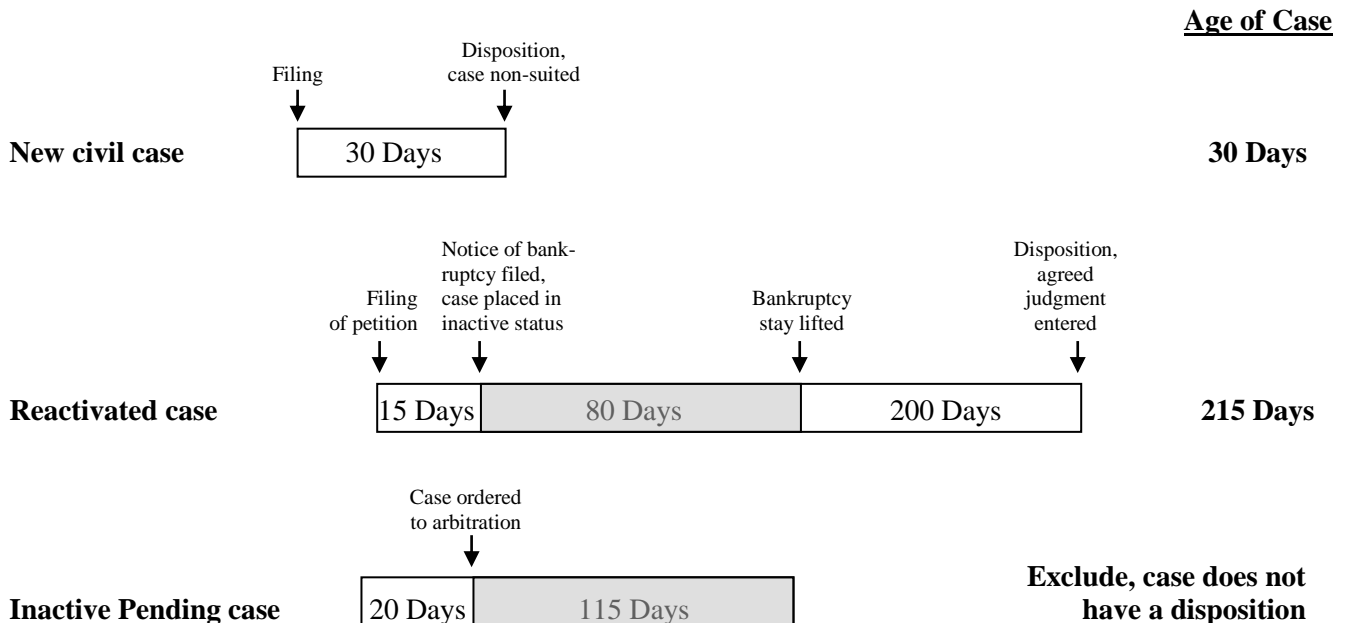 Age of Case
Disposition,
case non-suited
Filing
New civil case
30 Days
30 Days
Notice of bank-
ruptcy filed,
case placed in
inactive status
Filing
of petition
Bankruptcy
stay lifted
Disposition,
agreed
judgment
entered
Reactivated case
15 Days
80 Days
200 Days
215 Days
Case ordered
to arbitration
Inactive Pending case
20 Days
115 Days
Exclude, case does not
have a disposition